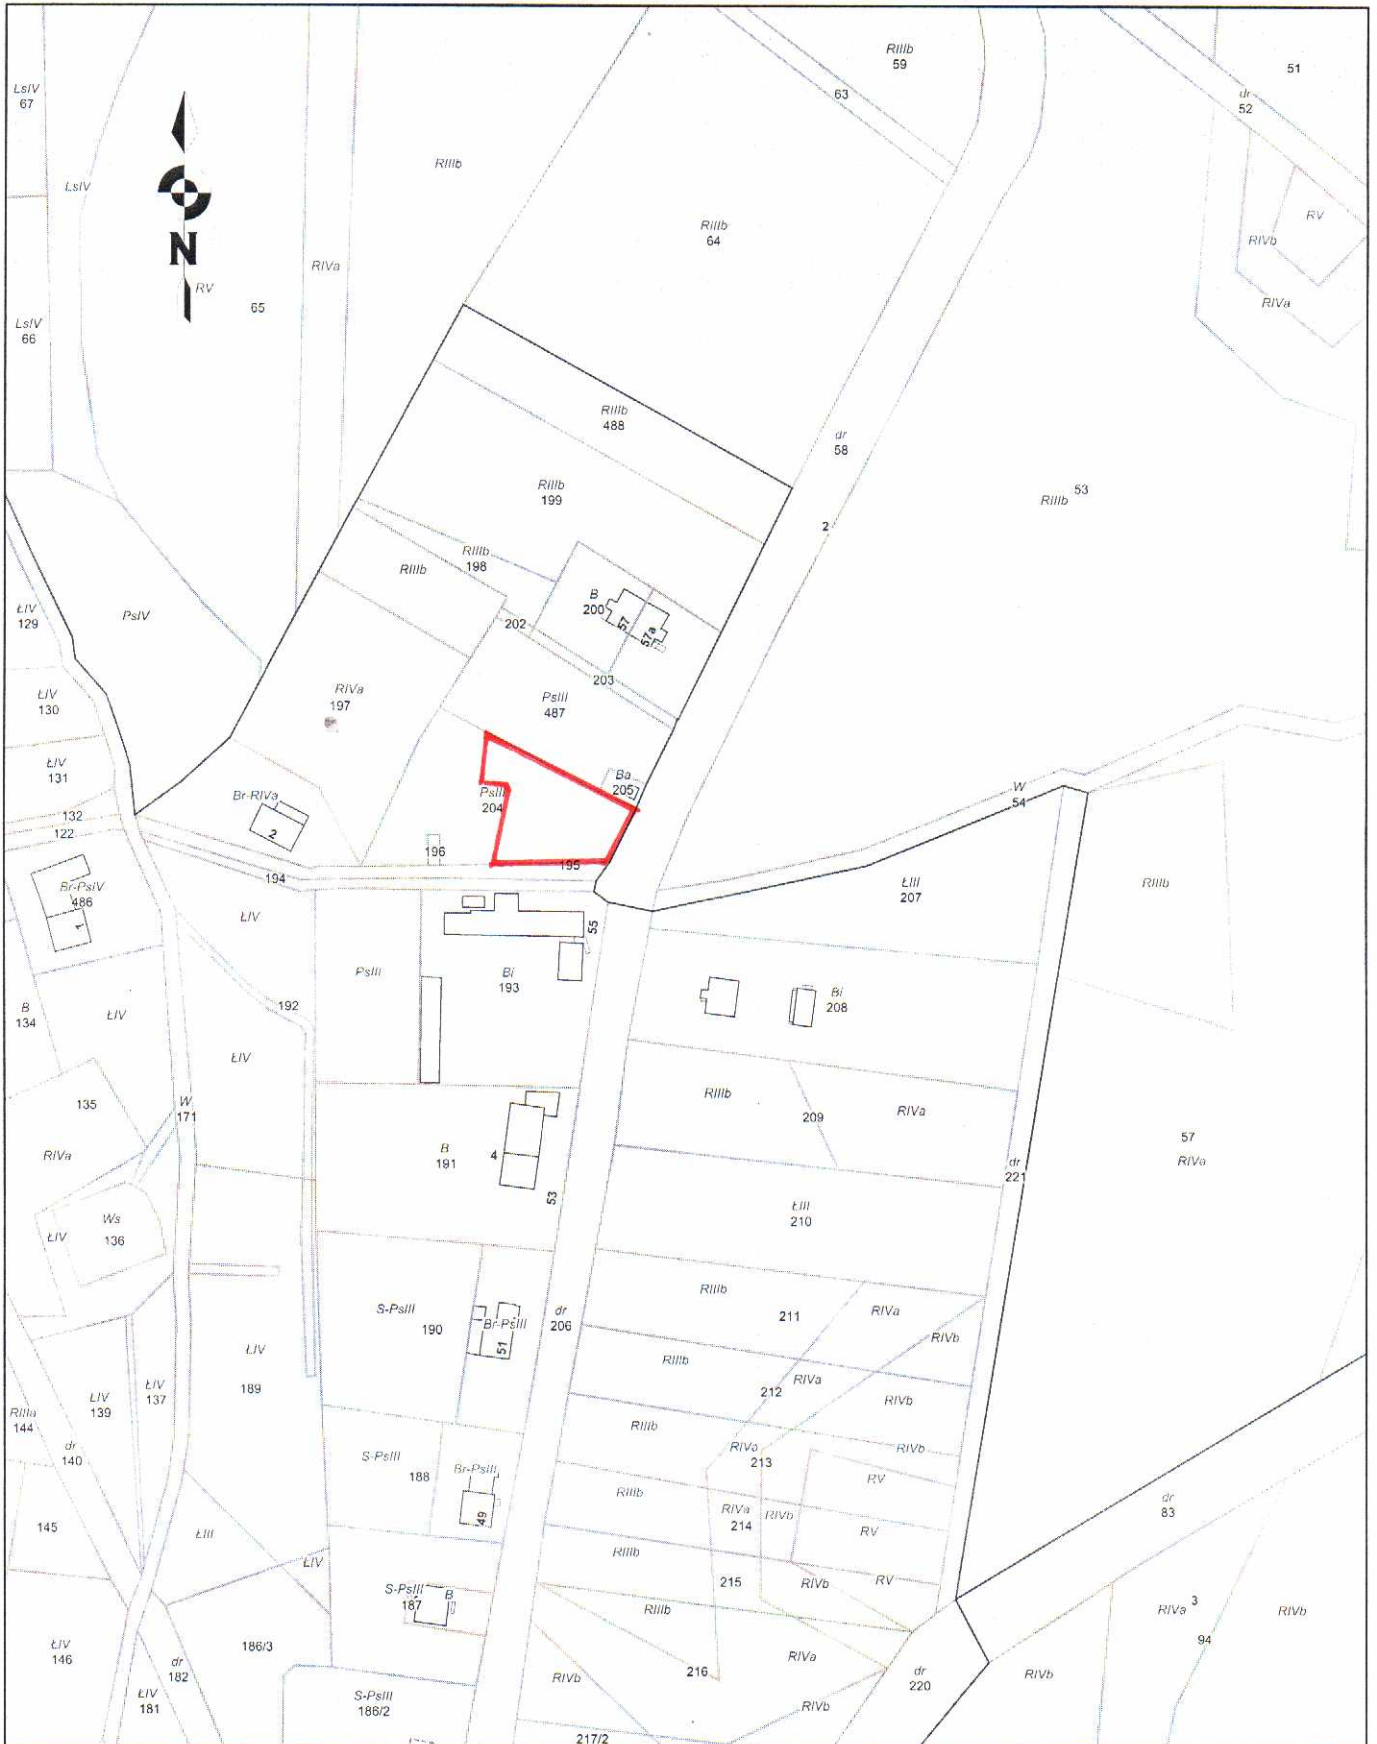 RIIIb
59
51
LsIV
67
63
dr
52
RIIIb
LsIV
RV
RIIIb
64
RIVb
RIVa
N
RV
65
RIVa
LsIV
66
RIIIb
488
dr
58
RIIIb
199
RIIIb
53
2
RIIIb
198
RIIIb
B
200
57
57a
ŁIV
129
PsIV
202
203
ŁIV
130
RIVa
197
PsIII
487
ŁIV
131
Ba
205
PsIII
204
Br-RIVa
2
W
54
132
122
196
195
194
Br-PsIV
486
1
ŁIV
ŁIII
207
RIIIb
55
PsIII
Bi
193
Bi
208
B
134
ŁIV
192
ŁIV
135
W
171
RIIIb
209
RIVa
RIVa
B
191
4
53
57
RIVa
dr
221
Ws
136
ŁIV
ŁIII
210
S-PsIII
190
Br-PsIII
51
dr
206
RIIIb
211
RIVa
RIVb
ŁIV
189
RIIIb
RIVa
212
RIVb
ŁIV
137
ŁIV
139
RIIIa
144
dr
140
RIIIb
RIVa
213
RIVb
S-PsIII
188
Br-PsIII
49
RV
RIIIb
RIVa
214
RIVb
dr
83
145
ŁIII
RV
ŁIV
RIIIb
215
RIVb
RV
S-PsIII
187
B
RIIIb
RIVa
3
94
RIVb
ŁIV
146
dr
182
186/3
216
RIVa
dr
220
RIVb
RIVb
ŁIV
181
S-PsIII
186/2
RIVb
217/2